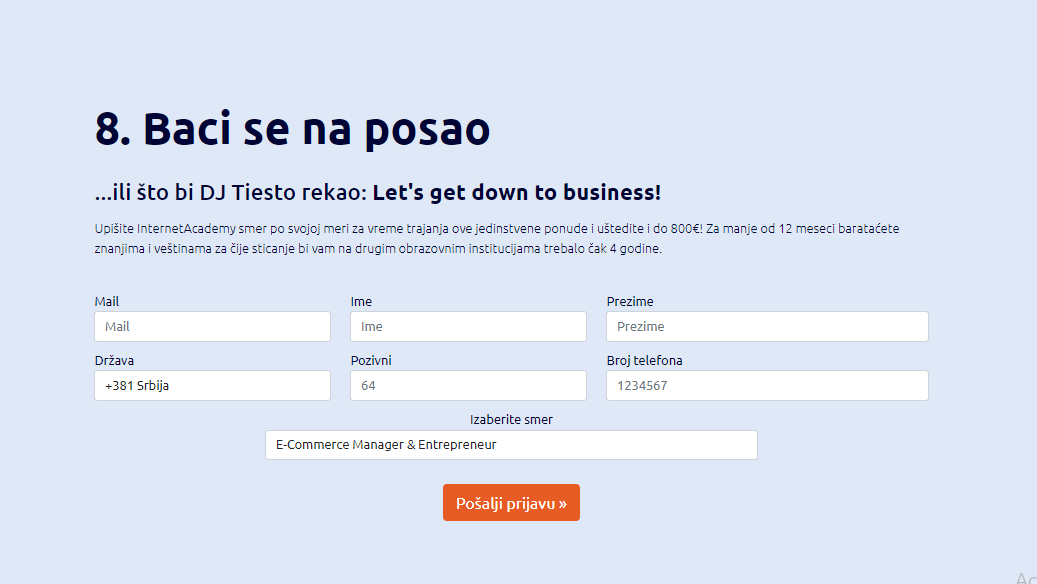 8. Baci se na posao
...ili što bi DJ Tiesto rekao: Let's get down to business!
Upišite InternetAcademy smer po svojoj meri za vreme trajanja ove jedinstvene ponude i uštedite i do 800€! Za manje od 12 meseci baratаćete
znanjima i veštinama za čije sticanje bi vam na drugim obrazovnim institucijama trebalo čak 4 godine.
Mail Ime Prezime
Mail Ime Prezime
Država Pozivni Broj telefona
+381 Srbija 64 1234567
Izaberite smer
E-Commerce Manager & Entrepreneur
Pošalji prijavu »